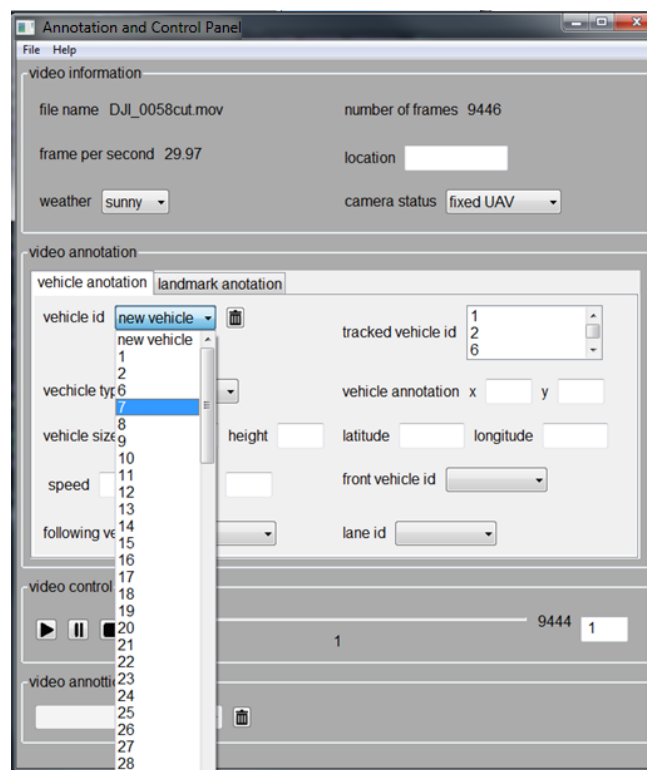 Annotation and Control Panel
File Help
video information
file name DJI_0058cut.mov number of frames 9446
frame per second 29.97 location
weather sunny camera status fixed UAV
video annotation
vehicle anotation landmark anotation
vehicle id new vehicle tracked vehicle id 1
2
6
new vehicle
1
2
6
7
8
9
10
11
12
13
14
15
16
17
18
19
20
21
22
23
24
25
26
27
28
vechicle typ vehicle annotation x y
vehicle size height latitude longitude
speed front vehicle id
following ve lane id
video control
9444 1
1
video annotti